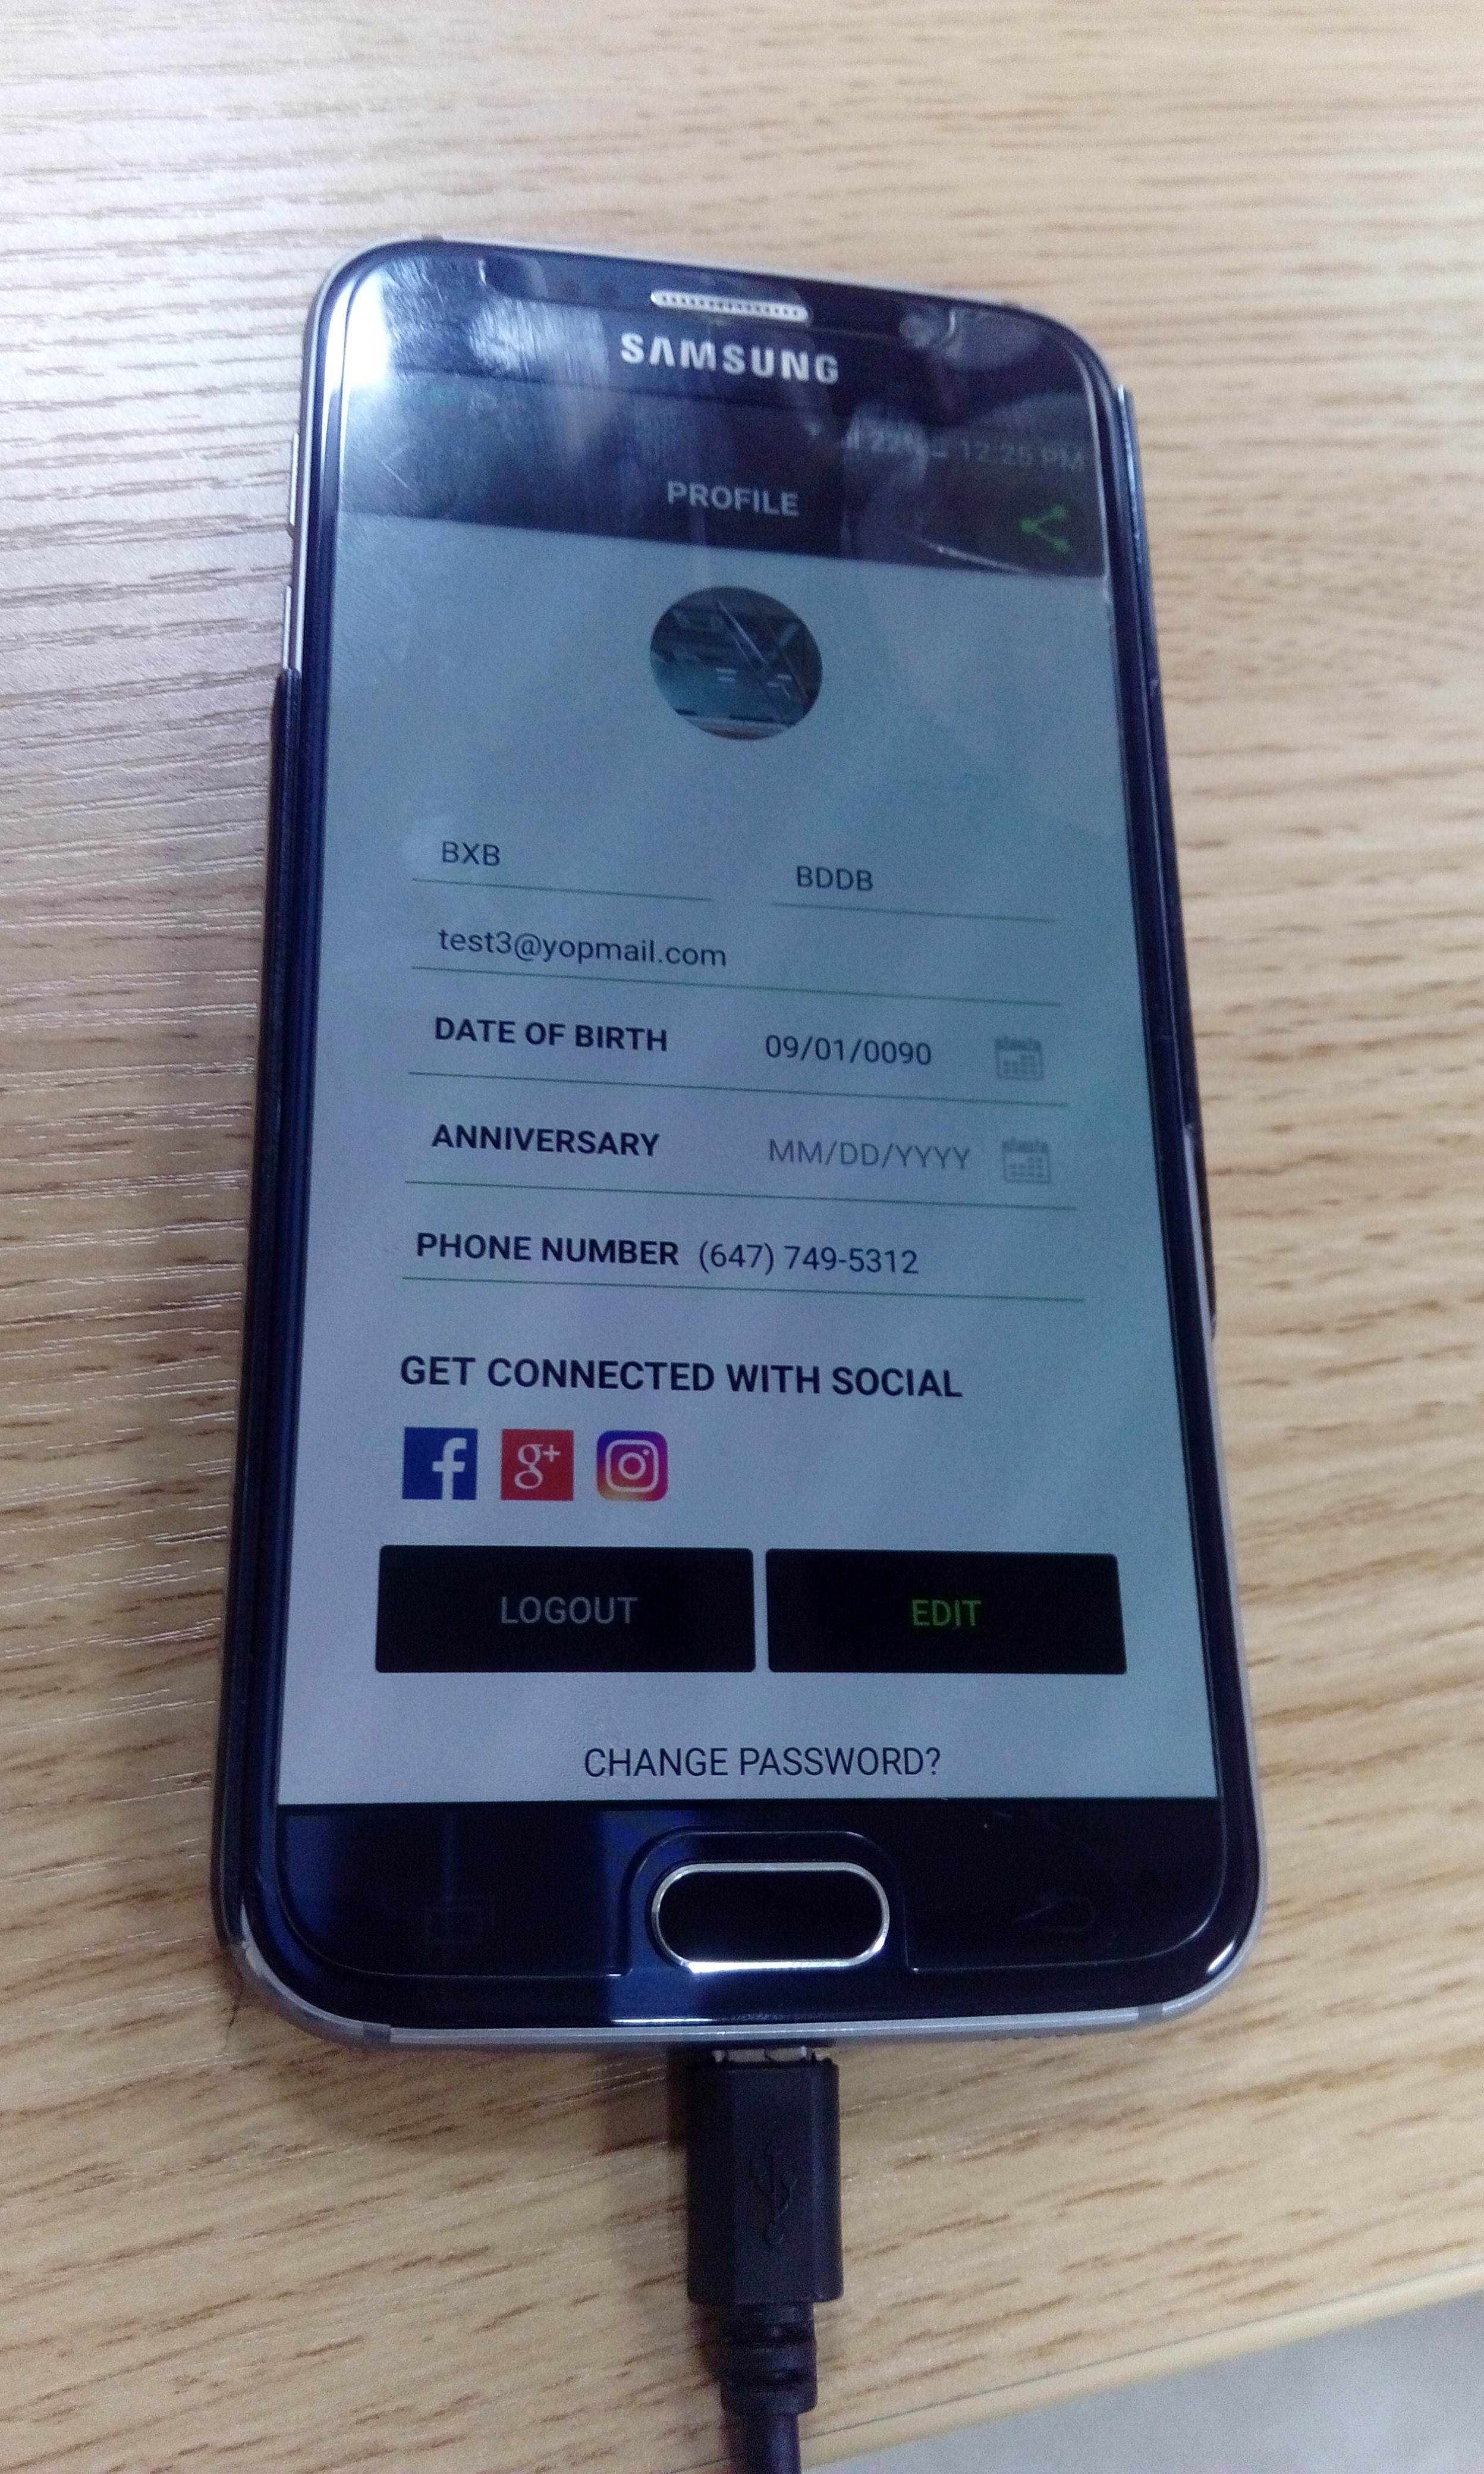 SAMSUNG
12:25 PM
PROFILE
BXB BDDB
test3@yopmail.com
DATE OF BIRTH 09/01/0090
ANNIVERSARY MM/DD/YYYY
PHONE NUMBER (647) 749-5312
GET CONNECTED WITH SOCIAL
f g+
LOGOUT EDIT
CHANGE PASSWORD?